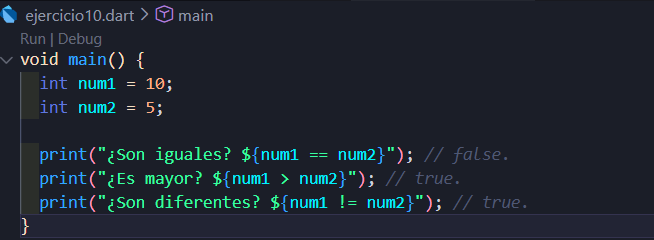 ejercicio10.dart > main
Run | Debug
void main() {
int num1 = 10;
int num2 = 5;
print("¿Son iguales? ${num1 == num2}"); // false.
print("¿Es mayor? ${num1 > num2}"); // true.
print("¿Son diferentes? ${num1 != num2}"); // true.
}